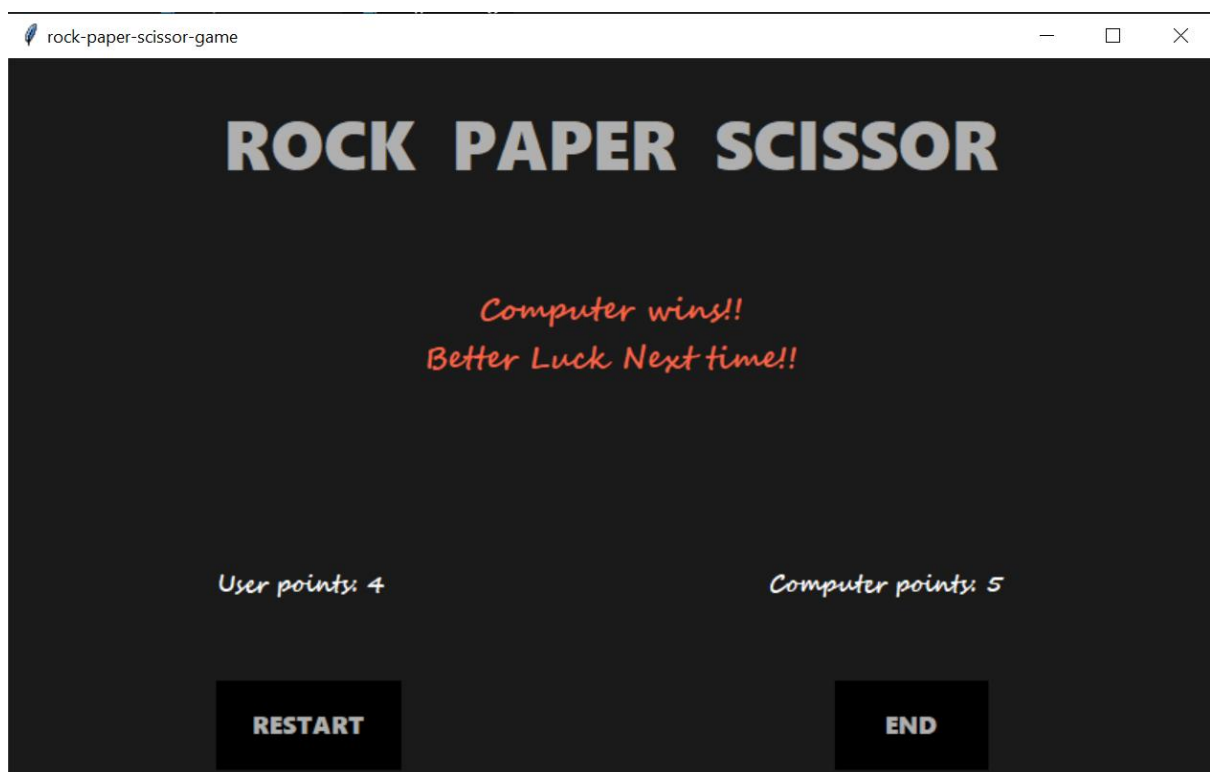 rock-paper-scissor-game
ROCK PAPER SCISSOR
Computer wins!!
Better Luck Next time!!
User points: 4
Computer points: 5
RESTART
END